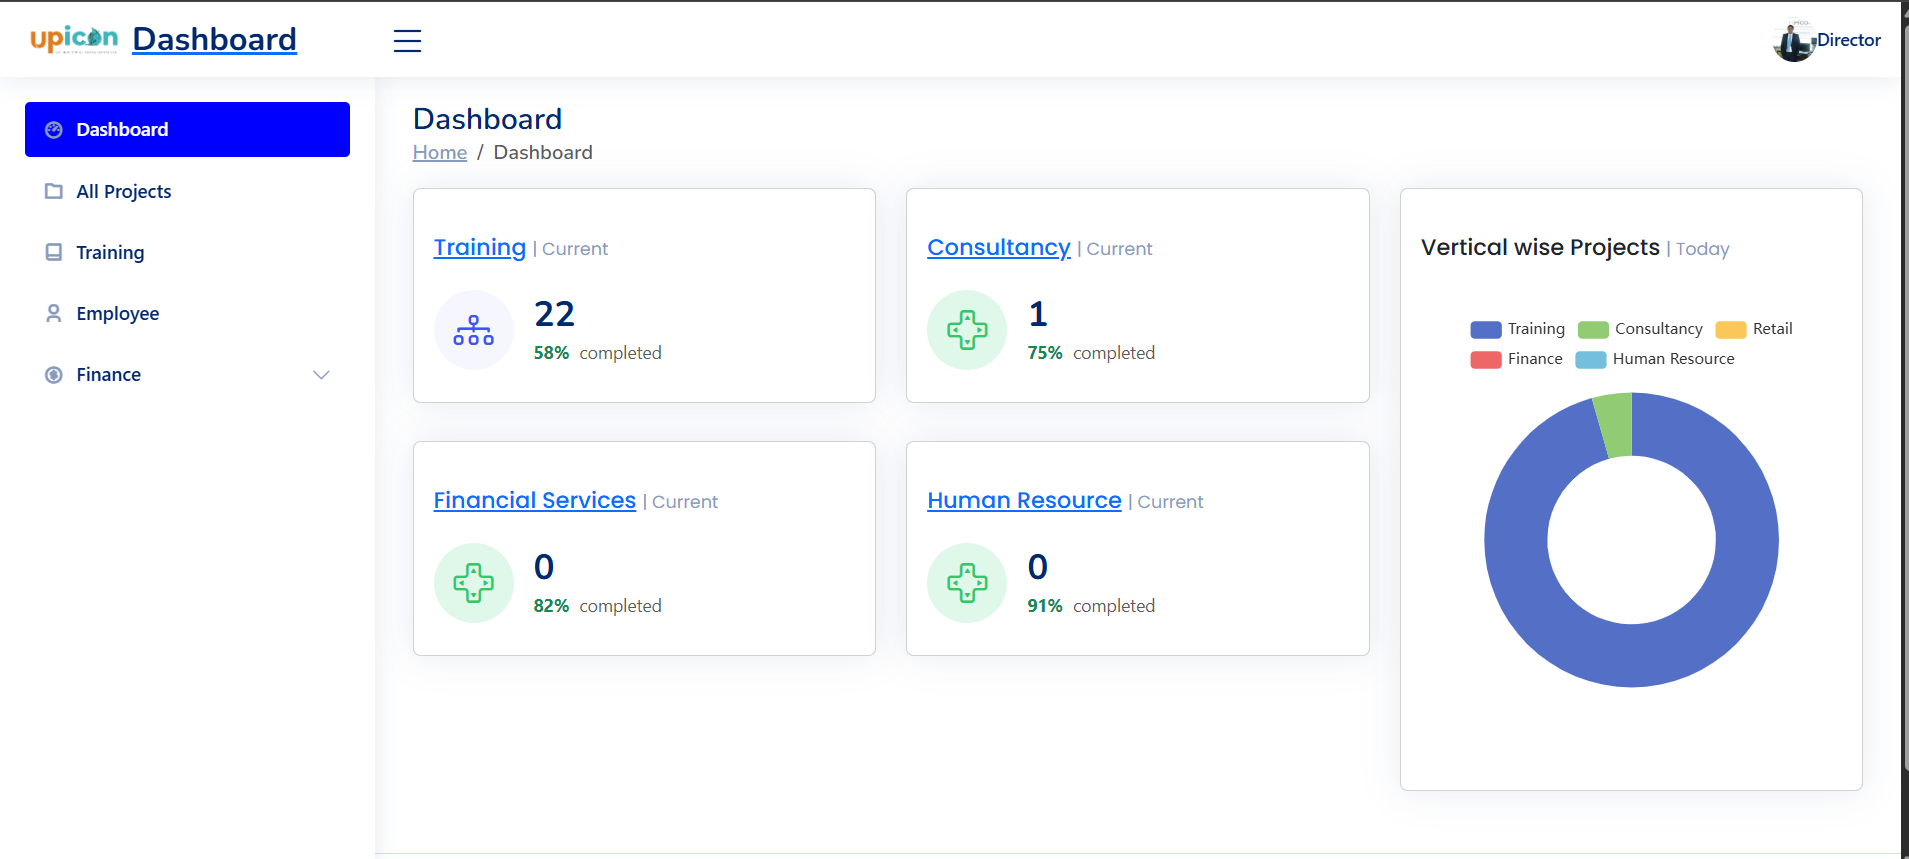 upicon Dashboard
Director
Dashboard
All Projects
Training
Employee
Finance
Dashboard
Home / Dashboard
Training | Current
22
58% completed
Consultancy | Current
1
75% completed
Financial Services | Current
0
82% completed
Human Resource | Current
0
91% completed
Vertical wise Projects | Today
Training Consultancy Retail
Finance Human Resource